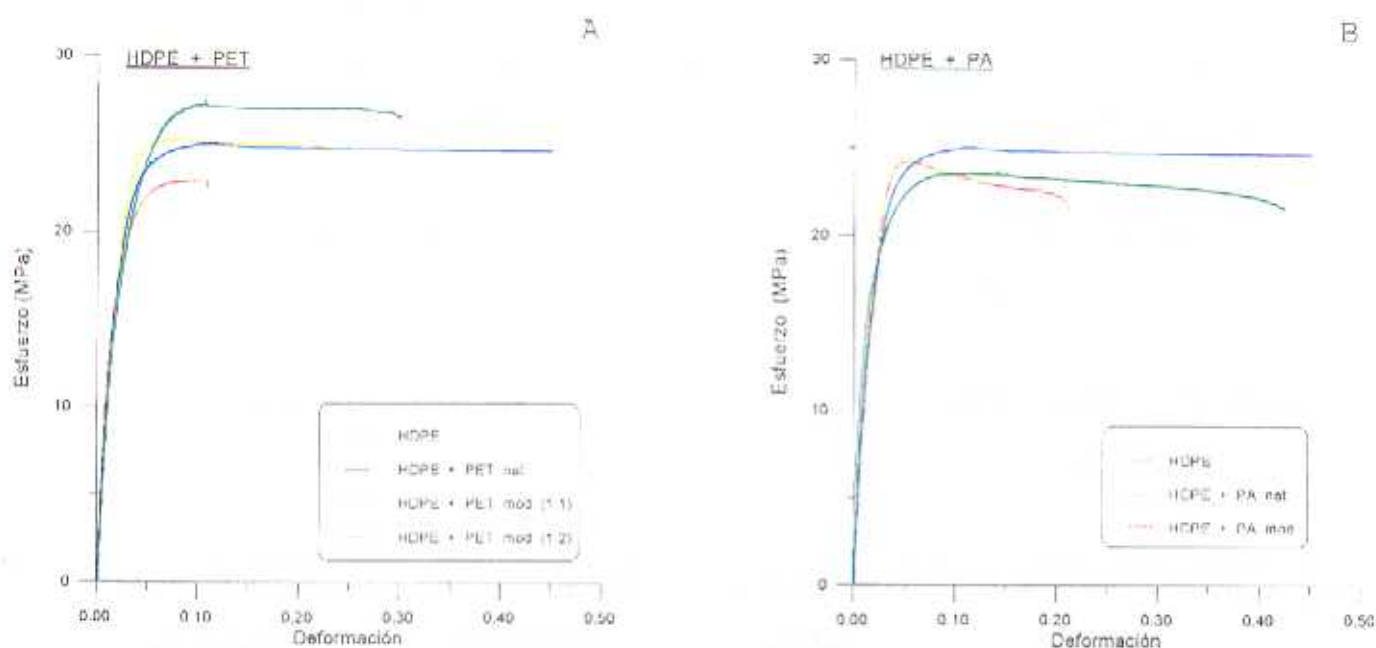 A
HDPE + PET
30
20
10
0
Esfuerzo (MPa)
HDPE
HDPE + PET nat
HDPE + PET mod (1:1)
HDPE + PET mod (1:2)
0.00 0.10 0.20 0.30 0.40 0.50
Deformación
B
HDPE + PA
30
20
10
0
Esfuerzo (MPa)
HDPE
HDPE + PA nat
HDPE + PA mod
0.00 0.10 0.20 0.30 0.40 0.50
Deformación